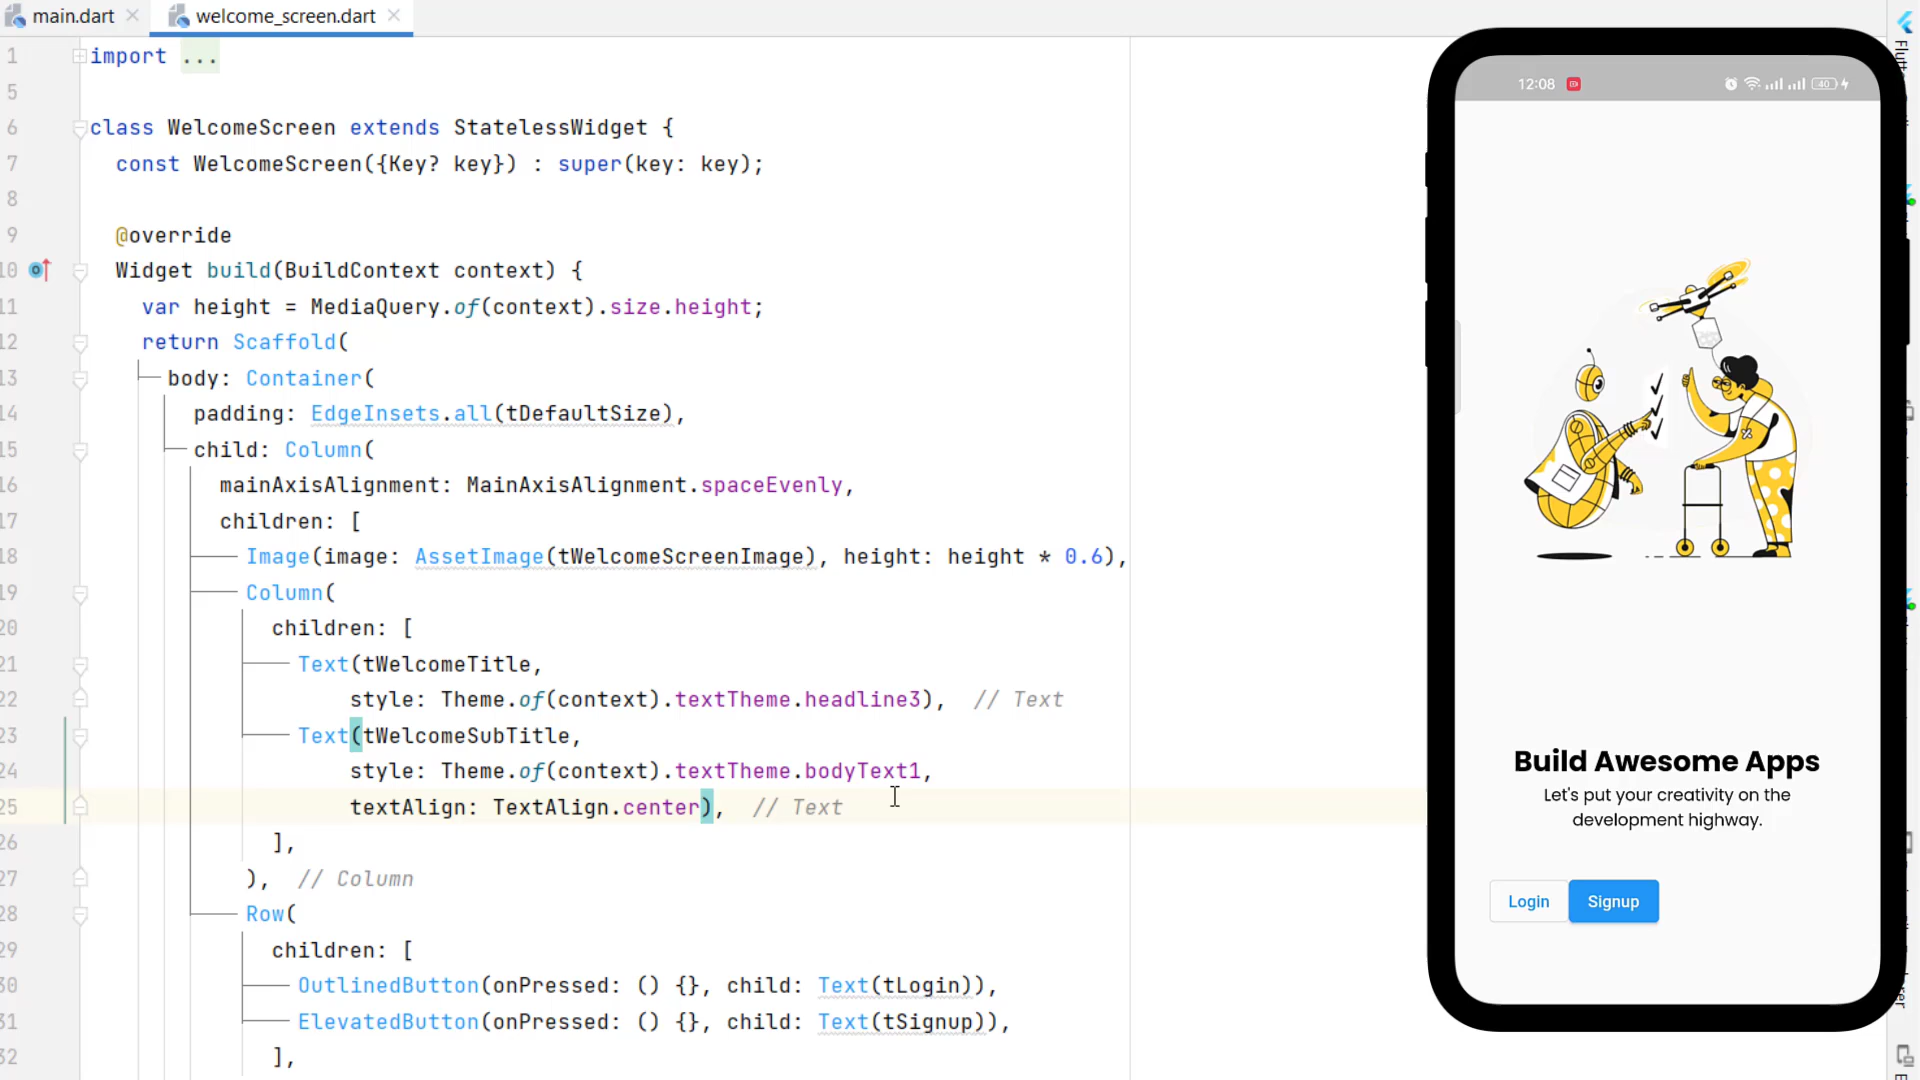 main.dart
welcome_screen.dart
1 import ...
5
6 class WelcomeScreen extends StatelessWidget {
7 const WelcomeScreen({Key? key}) : super(key: key);
8
9 @override
10 Widget build(BuildContext context) {
11 var height = MediaQuery.of(context).size.height;
12 return Scaffold(
13 body: Container(
14 padding: EdgeInsets.all(tDefaultSize),
15 child: Column(
16 mainAxisAlignment: MainAxisAlignment.spaceEvenly,
17 children: [
18 Image(image: AssetImage(tWelcomeScreenImage), height: height * 0.6),
19 Column(
20 children: [
21 Text(tWelcomeTitle,
22 style: Theme.of(context).textTheme.headline3), // Text
23 Text(tWelcomeSubTitle,
24 style: Theme.of(context).textTheme.bodyText1,
25 textAlign: TextAlign.center), // Text
26 ],
27 ), // Column
28 Row(
29 children: [
30 OutlinedButton(onPressed: () {}, child: Text(tLogin)),
31 ElevatedButton(onPressed: () {}, child: Text(tSignup)),
32 ],
12:08
40
Build Awesome Apps
Let's put your creativity on the
development highway.
Login
Signup